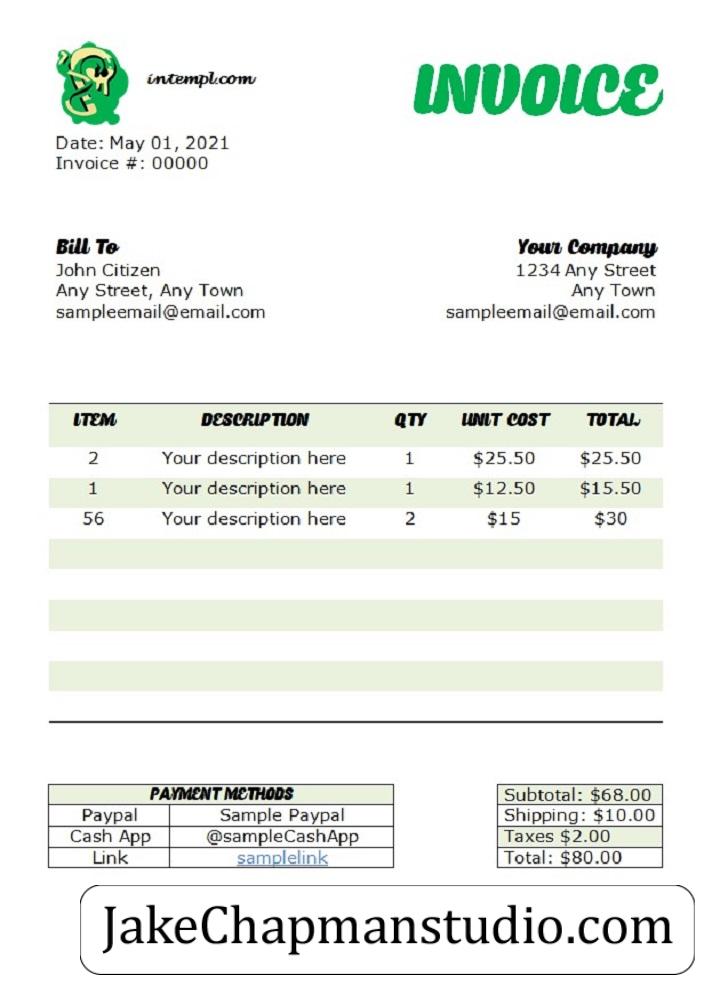 intempl.com
INVOICE
Date: May 01, 2021
Invoice #: 00000
Bill To
John Citizen
Any Street, Any Town
sampleemail@email.com
Your Company
1234 Any Street
Any Town
sampleemail@email.com
ITEM DESCRIPTION QTY UNIT COST TOTAL
2 Your description here 1 $25.50 $25.50
1 Your description here 1 $12.50 $15.50
56 Your description here 2 $15 $30
PAYMENT METHODS
Paypal Sample Paypal
Cash App @sampleCashApp
Link samplelink
Subtotal: $68.00
Shipping: $10.00
Taxes $2.00
Total: $80.00
JakeChapmanstudio.com